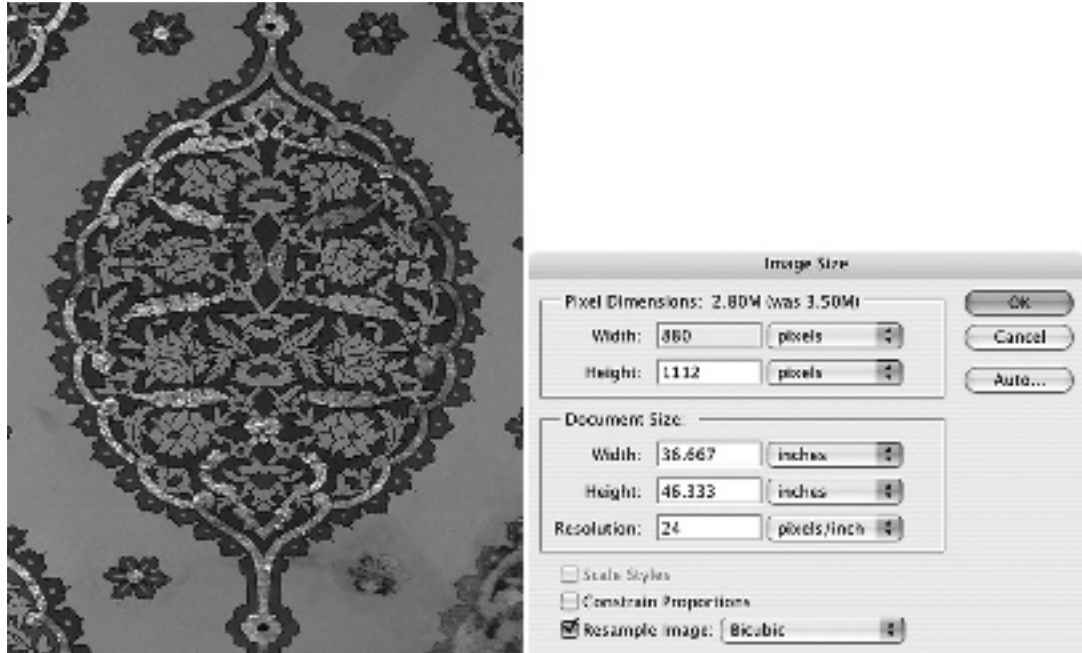 Image Size
Pixel Dimensions: 2.80M (was 3.50M)
Width: 880 pixels
Height: 1112 pixels
Document Size:
Width: 36.667 inches
Height: 46.333 inches
Resolution: 24 pixels/inch
Scale Styles
Constrain Proportions
Resample Image: Bicubic
OK
Cancel
Auto...